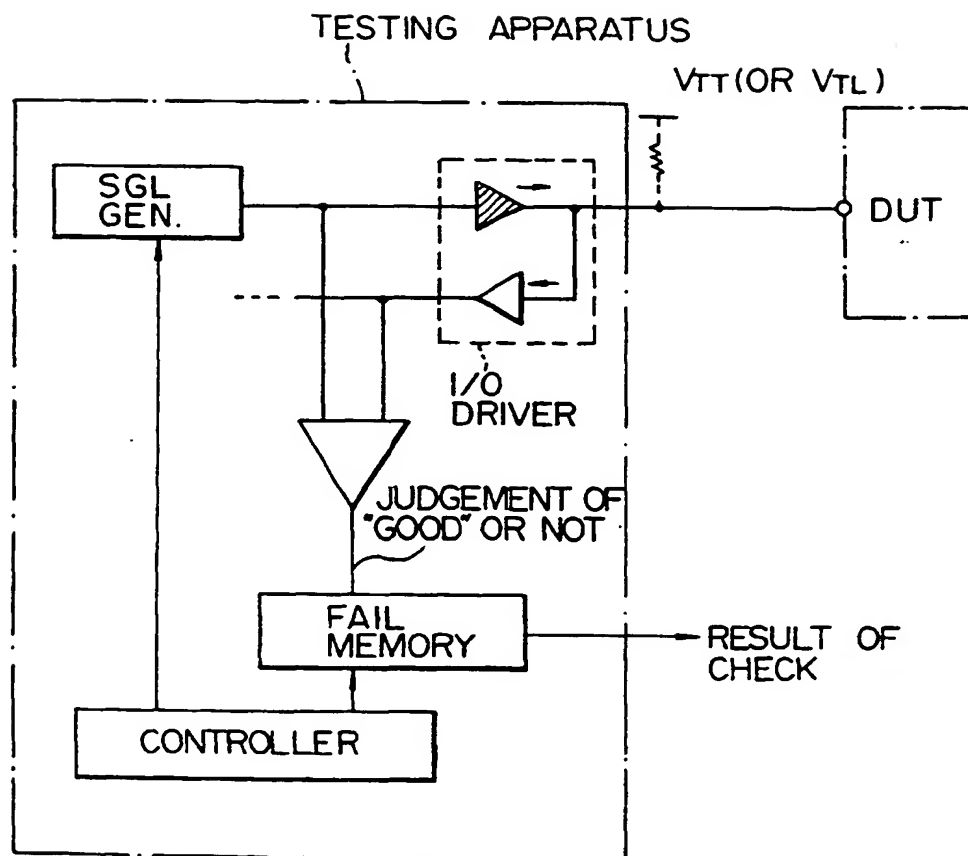 TESTING APPARATUS
VTT (OR VTL)
SGL
GEN.
DUT
I/O
DRIVER
JUDGEMENT OF
"GOOD" OR NOT
FAIL
MEMORY
RESULT OF
CHECK
CONTROLLER